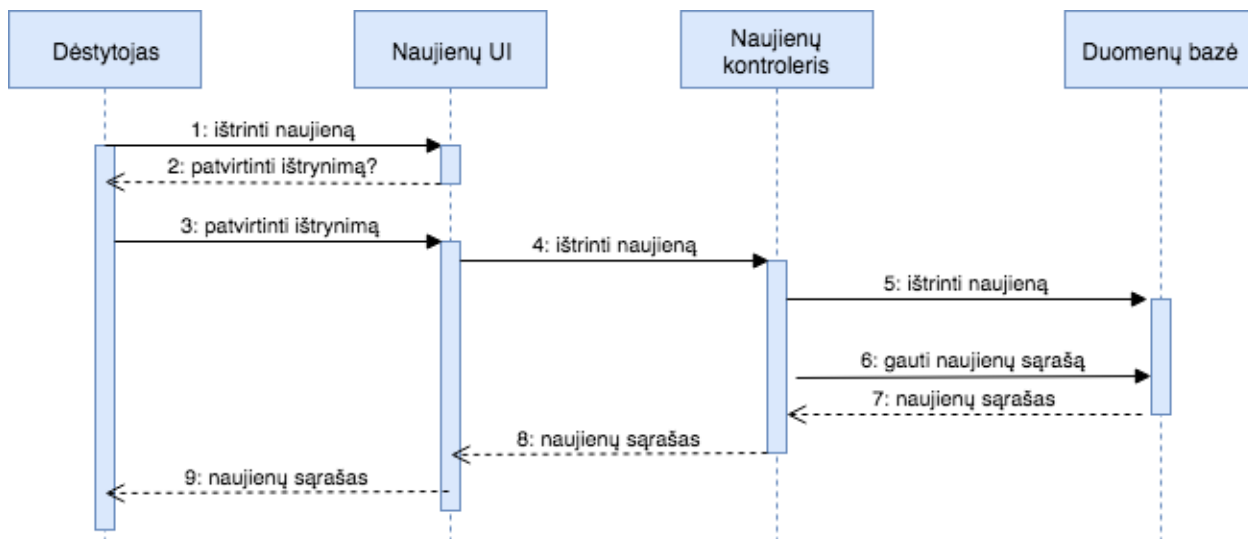 Dėstytojas
Naujienų UI
Naujienų
kontroleris
Duomenų bazė
1: ištrinti naujieną
2: patvirtinti ištrynimą?
3: patvirtinti ištrynimą
4: ištrinti naujieną
5: ištrinti naujieną
6: gauti naujienų sąrašą
7: naujienų sąrašas
8: naujienų sąrašas
9: naujienų sąrašas